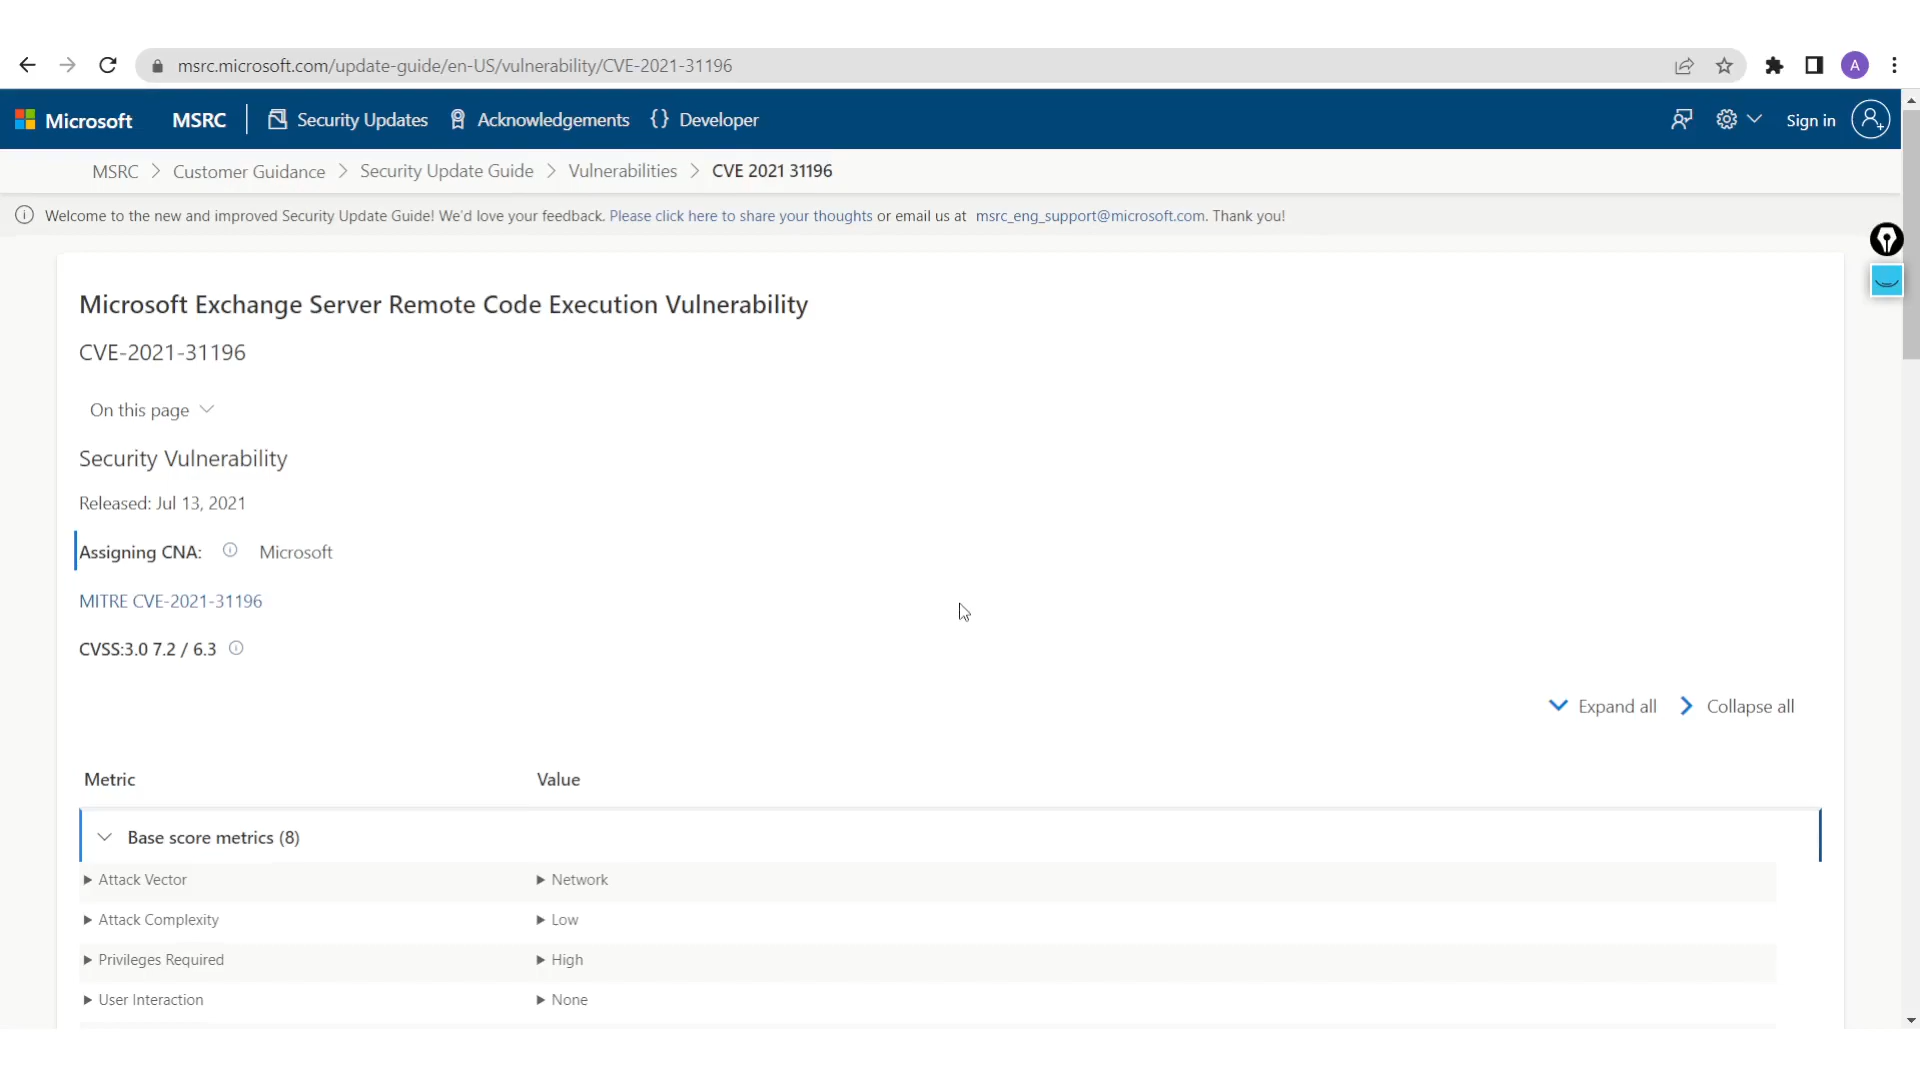 msrc.microsoft.com/update-guide/en-US/vulnerability/CVE-2021-31196
A
Microsoft MSRC Security Updates Acknowledgements {} Developer Sign in
MSRC > Customer Guidance > Security Update Guide > Vulnerabilities > CVE 2021 31196
Welcome to the new and improved Security Update Guide! We'd love your feedback. Please click here to share your thoughts or email us at msrc_eng_support@microsoft.com. Thank you!
Microsoft Exchange Server Remote Code Execution Vulnerability
CVE-2021-31196
On this page
Security Vulnerability
Released: Jul 13, 2021
Assigning CNA: Microsoft
MITRE CVE-2021-31196
CVSS:3.0 7.2 / 6.3
Expand all Collapse all
Metric Value
Base score metrics (8)
Attack Vector Network
Attack Complexity Low
Privileges Required High
User Interaction None